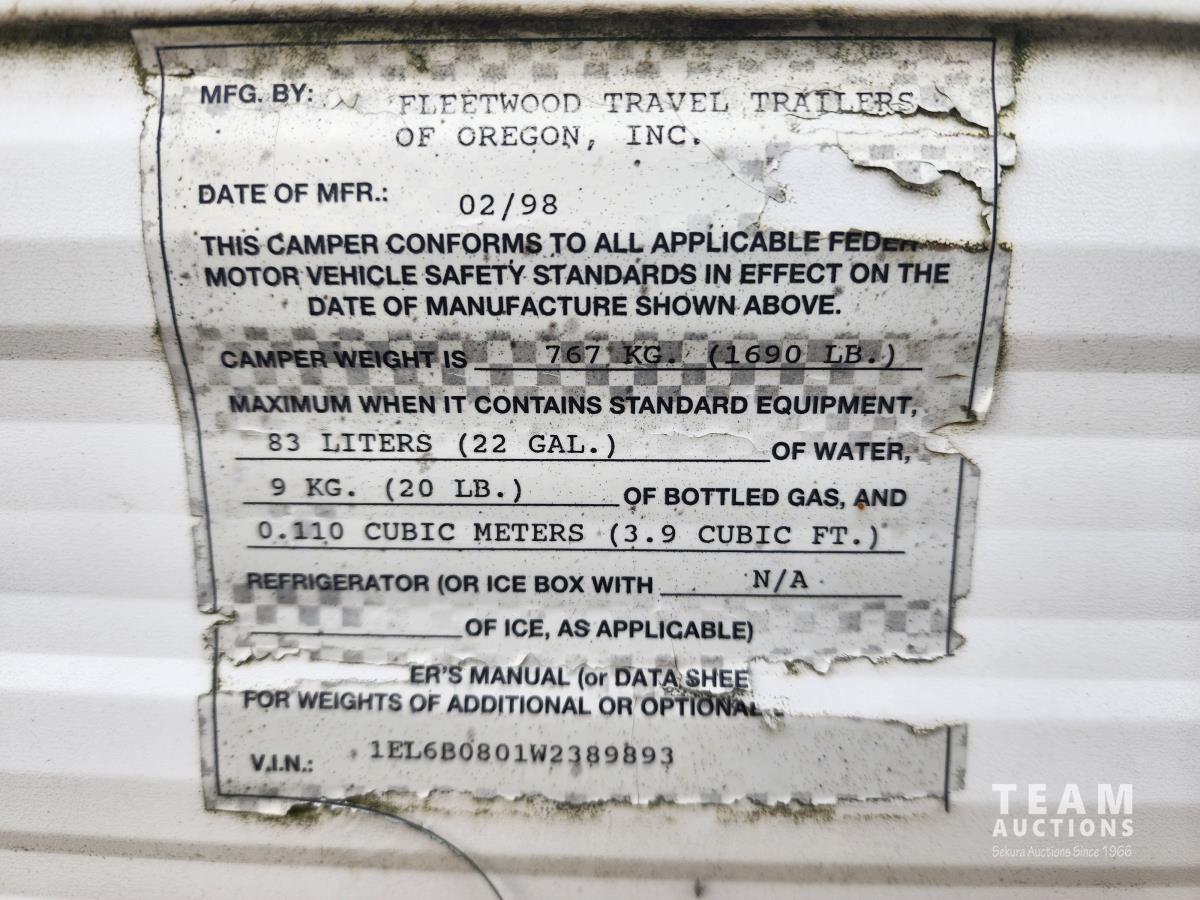 MFG. BY: FLEETWOOD TRAVEL TRAILERS
OF OREGON, INC.
DATE OF MFR.: 02/98
THIS CAMPER CONFORMS TO ALL APPLICABLE FEDER
MOTOR VEHICLE SAFETY STANDARDS IN EFFECT ON THE
DATE OF MANUFACTURE SHOWN ABOVE.
CAMPER WEIGHT IS 767 KG. (1690 LB.)
MAXIMUM WHEN IT CONTAINS STANDARD EQUIPMENT,
83 LITERS (22 GAL.) OF WATER,
9 KG. (20 LB.) OF BOTTLED GAS, AND
0.110 CUBIC METERS (3.9 CUBIC FT.)
REFRIGERATOR (OR ICE BOX WITH N/A
OF ICE, AS APPLICABLE)
ER'S MANUAL (or DATA SHEE
FOR WEIGHTS OF ADDITIONAL OR OPTIONAL
V.I.N.: 1EL6B0801W2389893
TEAM
AUCTIONS
Sekura Auctions Since 1966